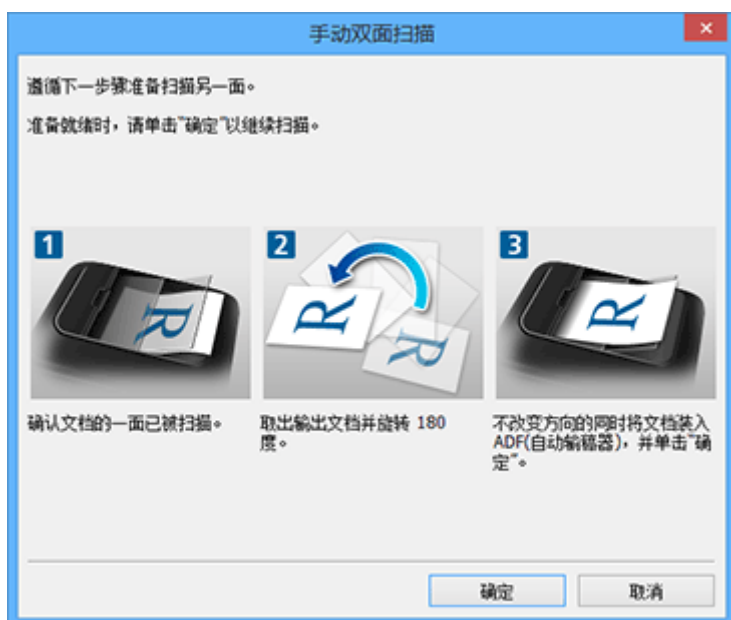 手动双面扫描
遵循下一步骤准备扫描另一面。
准备就绪时，请单击"确定"以继续扫描。
1
2
3
R
R
R
R
确认文档的一面已被扫描。
取出输出文档并旋转 180
度。
不改变方向的同时将文档装入
ADF(自动输稿器)，并单击"确
定"。
确定
取消